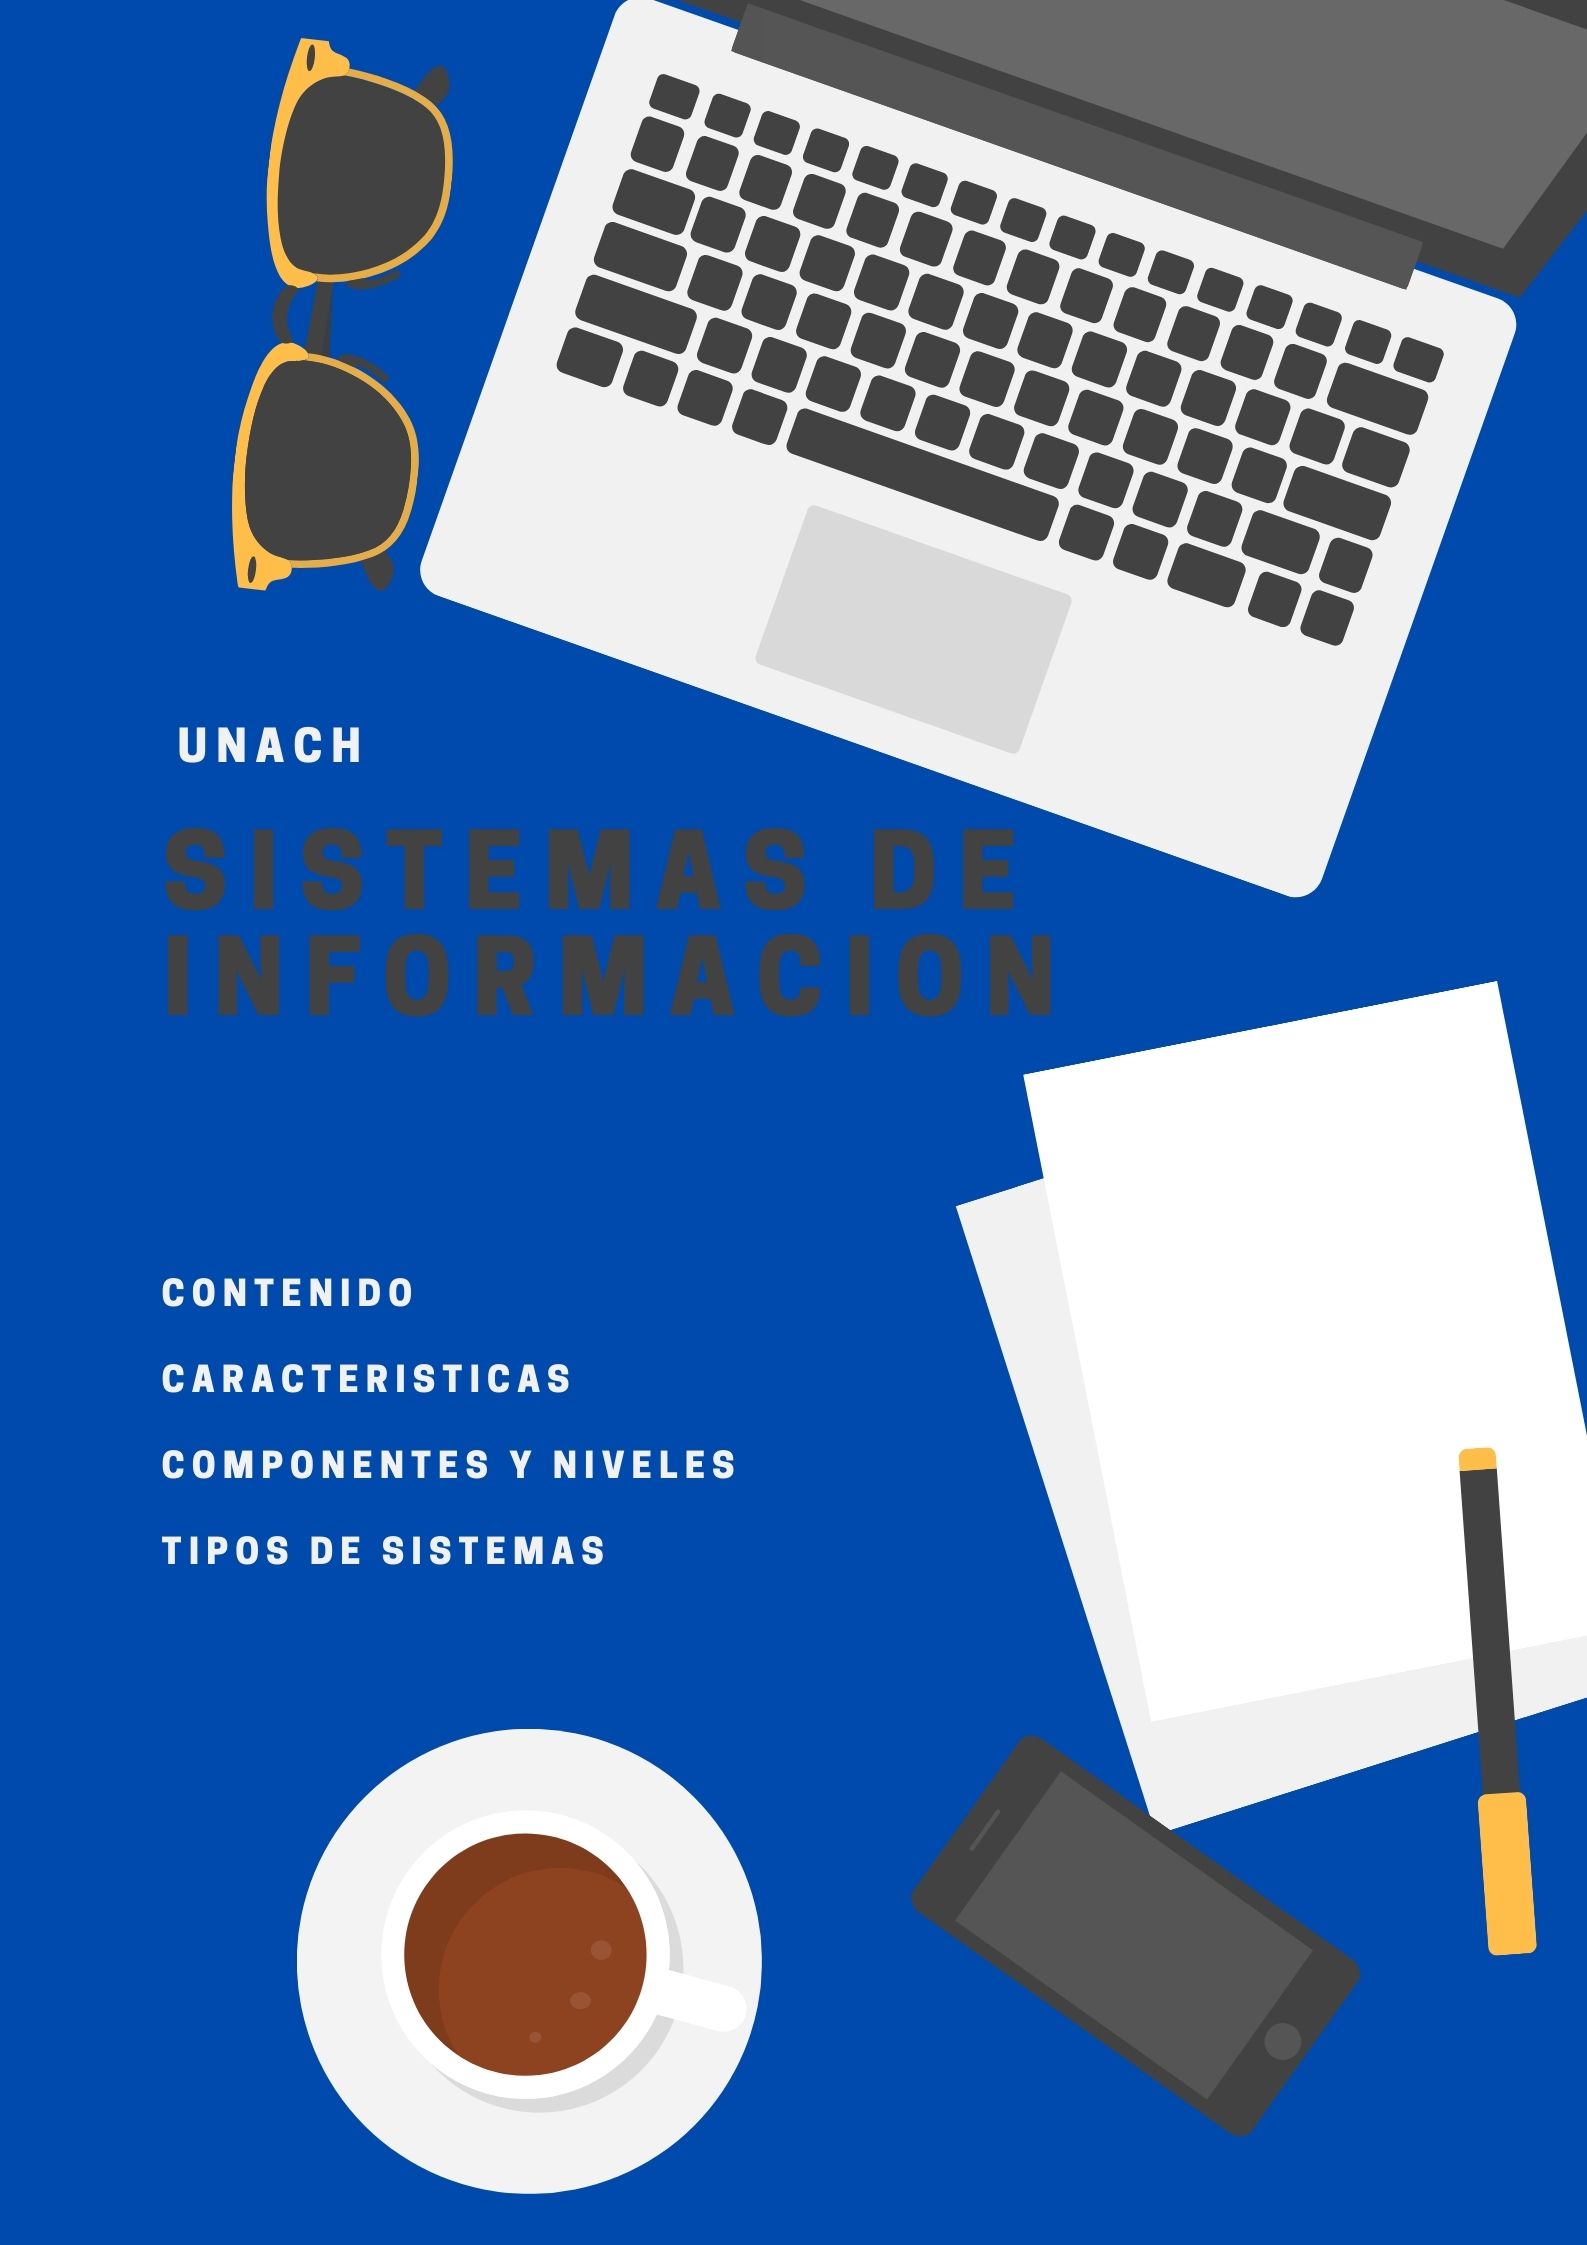 UNACH
SISTEMAS DE
INFORMACION
CONTENIDO
CARACTERISTICAS
COMPONENTES Y NIVELES
TIPOS DE SISTEMAS